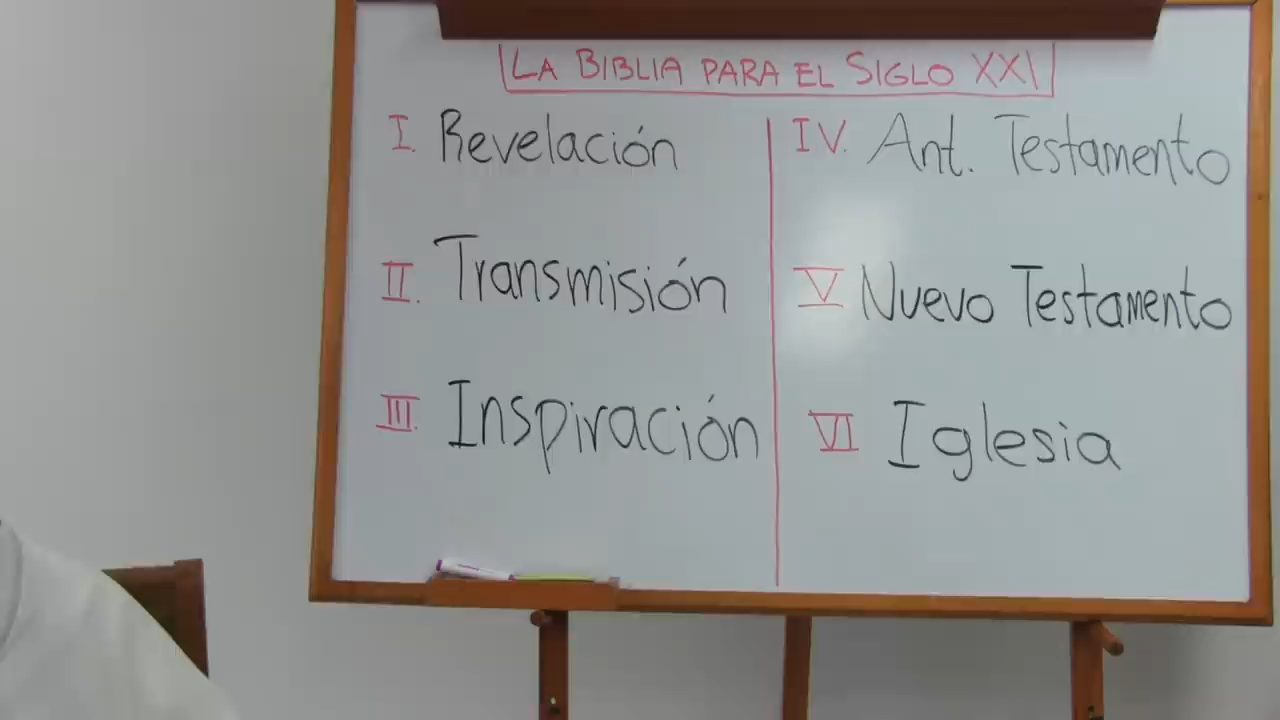 LA BIBLIA PARA EL SIGLO XXI
I. Revelación
II. Transmisión
III. Inspiración
IV. Ant. Testamento
V Nuevo Testamento
VI Iglesia